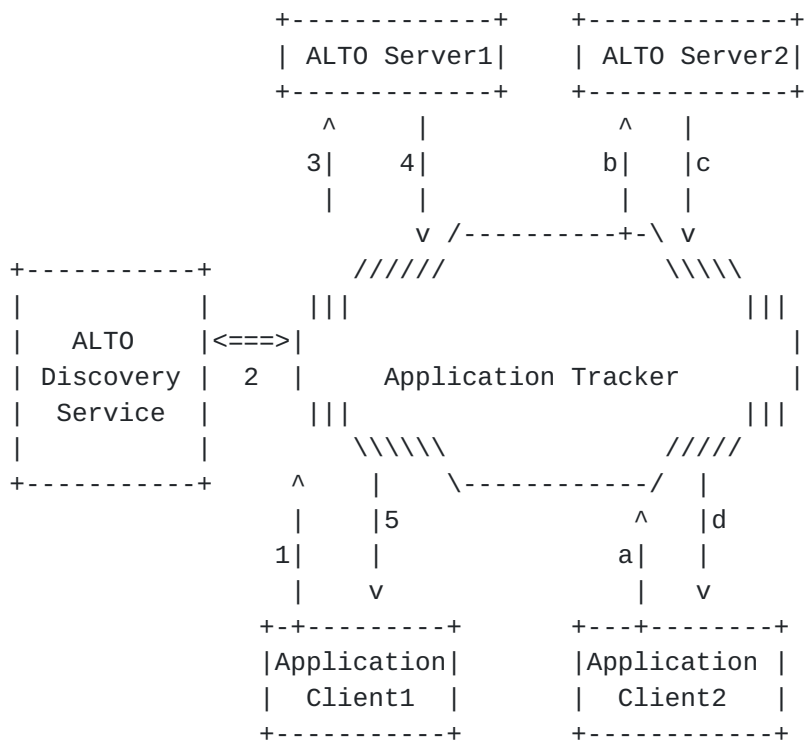 ALTO Server1 ALTO Server2
3 4 b c
ALTO
Discovery 2 Application Tracker
Service
5 d
1 a
Application Application
Client1 Client2